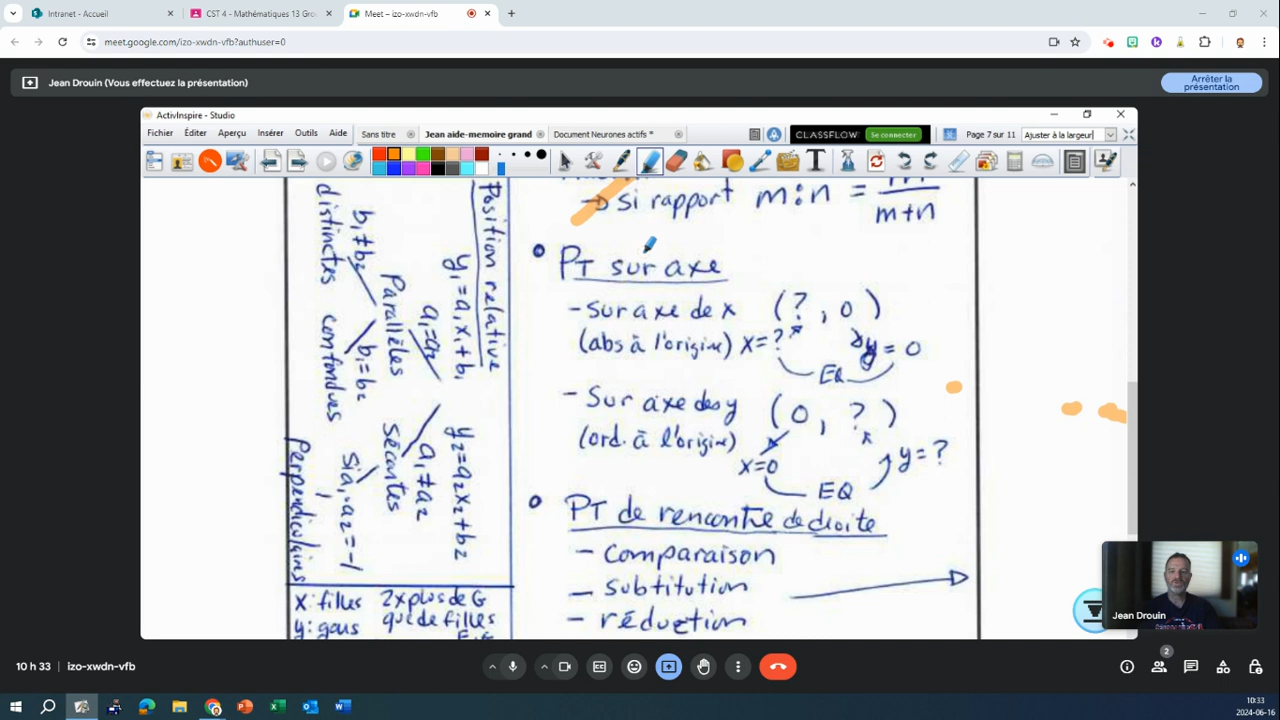 Intranet - Accueil
CST 4 - Mathématiques 13 Gro
Meet – izo-xwdn-vfb
meet.google.com/izo-xwdn-vfb?authuser=0
Jean Drouin (Vous effectuez la présentation)
Arrêter la
présentation
ActivInspire - Studio
Fichier Éditer Aperçu Insérer Outils Aide
Sans titre
Jean aide-memoire grand
Document Neurones actifs *
CLASSFLOW
Se connecter
Page 7 sur 11
Ajuster à la largeur
→ si rapport m:n = m/m+n
• PT sur axe
- Sur axe de x (?, 0)
(abs à l'origine) x=? y=0
EQ
- Sur axe des y (0, ?)
(ord. à l'origine) x=0 y=?
EQ
• PT de rencontre de droite
- comparaison
- substitution
- réduction
Position relative
y₁=a₁x₁+b₁ y₂=a₂x₂+b₂
a₁=a₂ a₁≠a₂
Parallèles sécantes
b₁≠b₂ b₁=b₂ si a₁·a₂=-1
distinctes confondues
Perpendiculaires
x: filles 2x plus de G
y: gars que de filles
Jean Drouin
10 h 33
izo-xwdn-vfb
2
10:33
2024-06-16